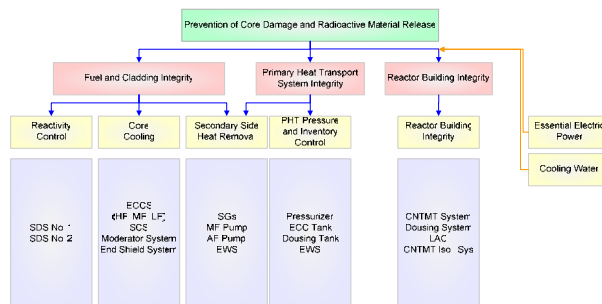 Prevention of Core Damage and Radioactive Material Release
Fuel and Cladding Integrity
Primary Heat Transport
System Integrity
Reactor Building Integrity
Reactivity
Control
Core
Cooling
Secondary Side
Heat Remova
PHT Pressure
and Inventory Control
Reactor Building
Integrity
Essential Electric
Power
Cooling Water
SDS No. 1
SDS No. 2
ECCS
(HP, MP, LP)
SCS
Moderator System
End Shield System
SGs
MF Pump
AF Pump
EWS
Pressurizer
ECC Tank
Dousing Tank
EWS
CNTMT System
Dousing System
LAC
CNTMT Iso. Sys